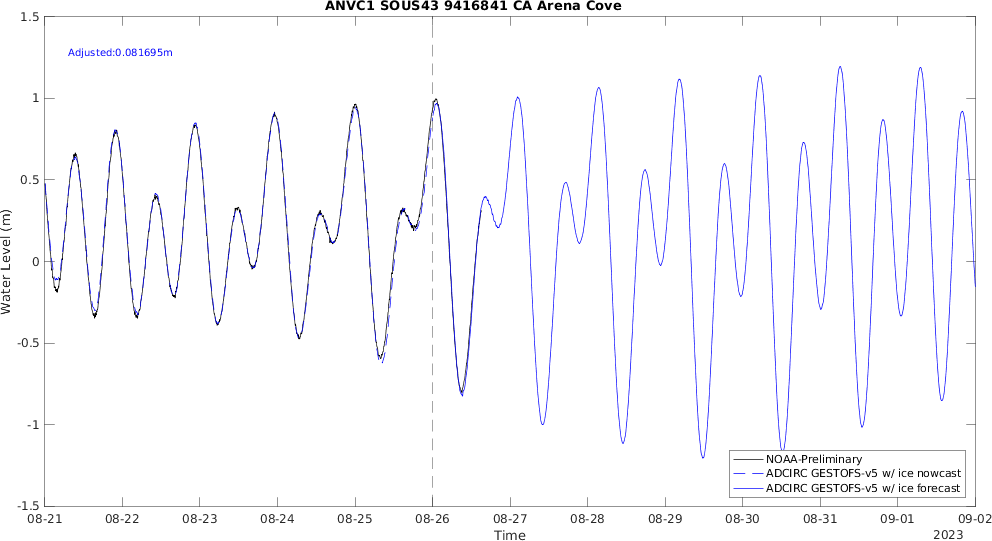 ANVC1 SOUS43 9416841 CA Arena Cove
Adjusted:0.081695m
Water Level (m)
1.5
1
0.5
0
-0.5
-1
-1.5
NOAA-Preliminary
ADCIRC GESTOFS-v5 w/ ice nowcast
ADCIRC GESTOFS-v5 w/ ice forecast
08-21 08-22 08-23 08-24 08-25 08-26 08-27 08-28 08-29 08-30 08-31 09-01 09-02
Time
2023